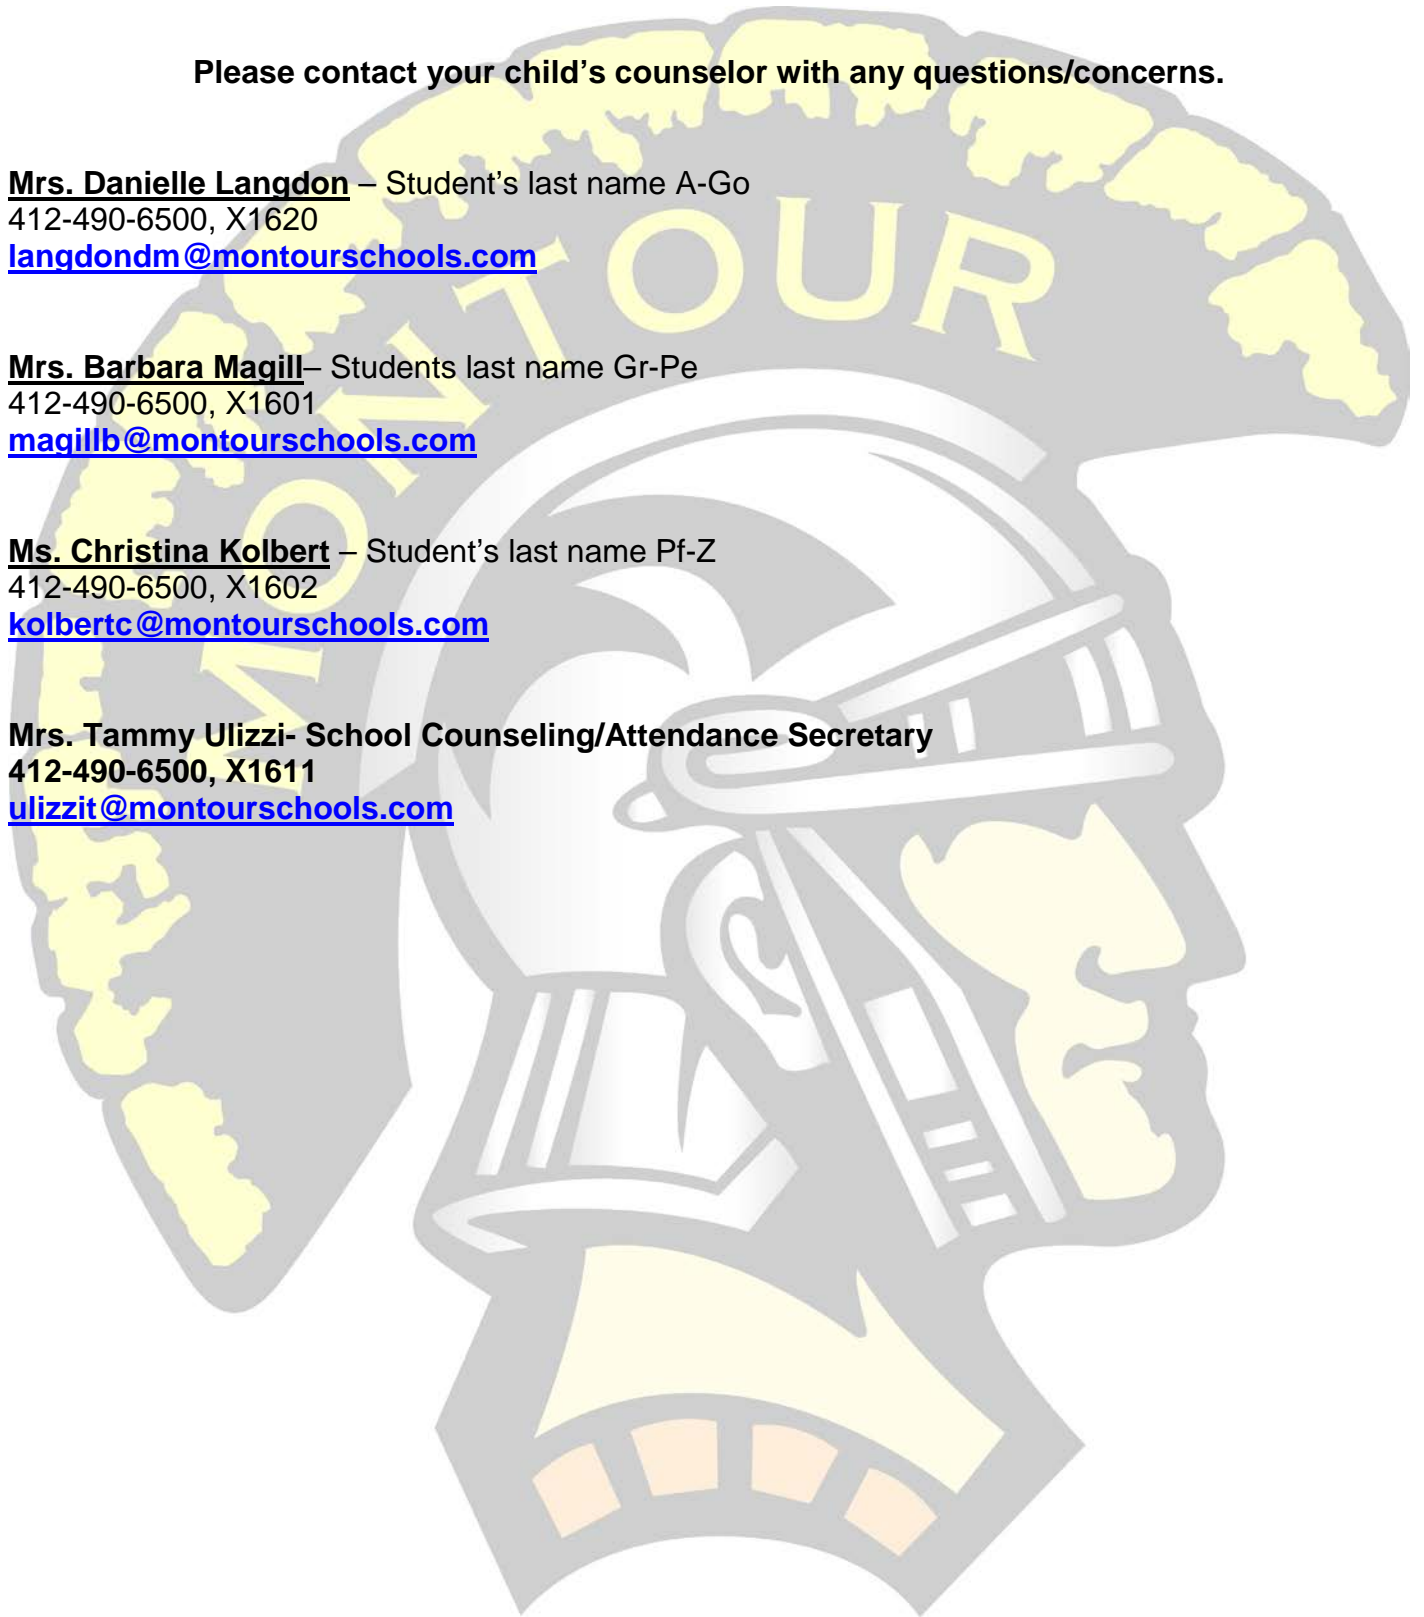 Please contact your child’s counselor with any questions/concerns.
Mrs. Danielle Langdon – Student’s last name A-Go
412-490-6500, X1620
langdondm@montourschools.com
Mrs. Barbara Magill– Students last name Gr-Pe
412-490-6500, X1601
magillb@montourschools.com
Ms. Christina Kolbert – Student’s last name Pf-Z
412-490-6500, X1602
kolbertc@montourschools.com
Mrs. Tammy Ulizzi- School Counseling/Attendance Secretary
412-490-6500, X1611
ulizzit@montourschools.com
MONTOUR